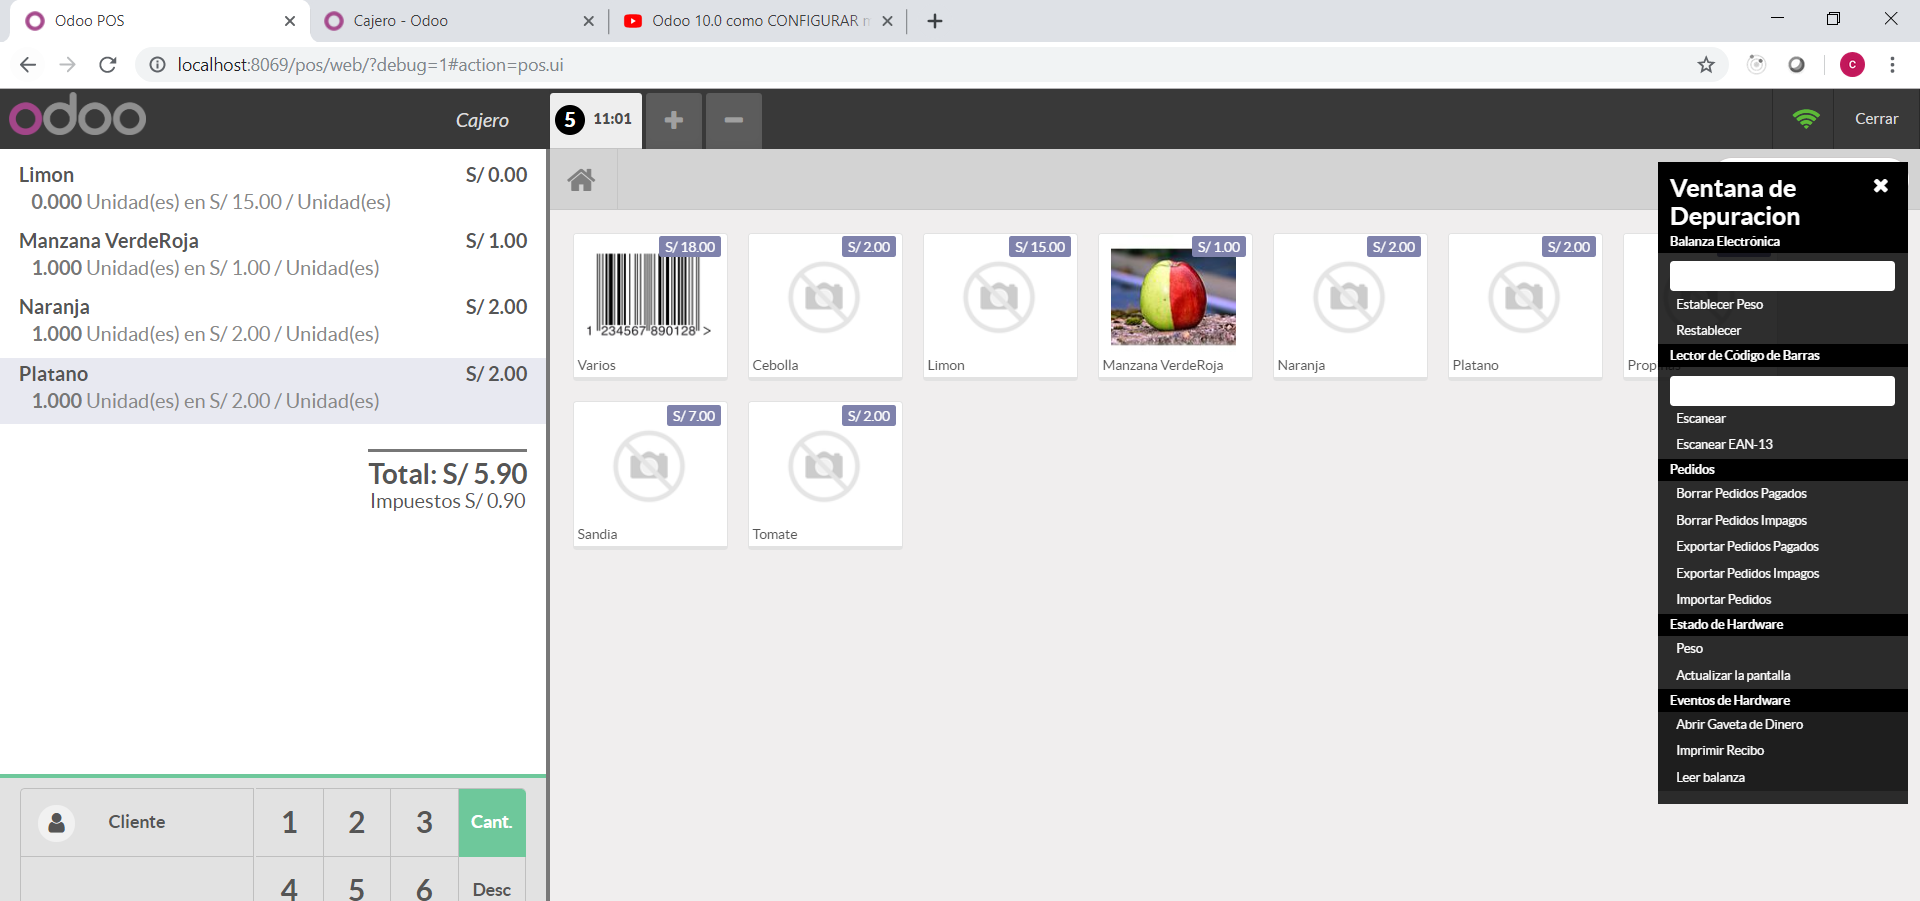 Odoo POS
Cajero - Odoo
Odoo 10.0 como CONFIGURAR
localhost:8069/pos/web/?debug=1#action=pos.ui
C
odoo
Cajero
5 11:01
Cerrar
Limon S/ 0.00
0.000 Unidad(es) en S/ 15.00 / Unidad(es)
Manzana VerdeRoja S/ 1.00
1.000 Unidad(es) en S/ 1.00 / Unidad(es)
Naranja S/ 2.00
1.000 Unidad(es) en S/ 2.00 / Unidad(es)
Platano S/ 2.00
1.000 Unidad(es) en S/ 2.00 / Unidad(es)
Total: S/ 5.90
Impuestos S/ 0.90
Cliente
1 2 3 Cant.
4 5 6 Desc
S/ 18.00
1 234567 890128 >
Varios
S/ 2.00
Cebolla
S/ 15.00
Limon
S/ 1.00
Manzana VerdeRoja
S/ 2.00
Naranja
S/ 2.00
Platano
S/ 7.00
Sandia
S/ 2.00
Tomate
Ventana de
Depuracion
Balanza Electrónica
Establecer Peso
Restablecer
Lector de Código de Barras
Escanear
Escanear EAN-13
Pedidos
Borrar Pedidos Pagados
Borrar Pedidos Impagos
Exportar Pedidos Pagados
Exportar Pedidos Impagos
Importar Pedidos
Estado de Hardware
Peso
Actualizar la pantalla
Eventos de Hardware
Abrir Gaveta de Dinero
Imprimir Recibo
Leer balanza